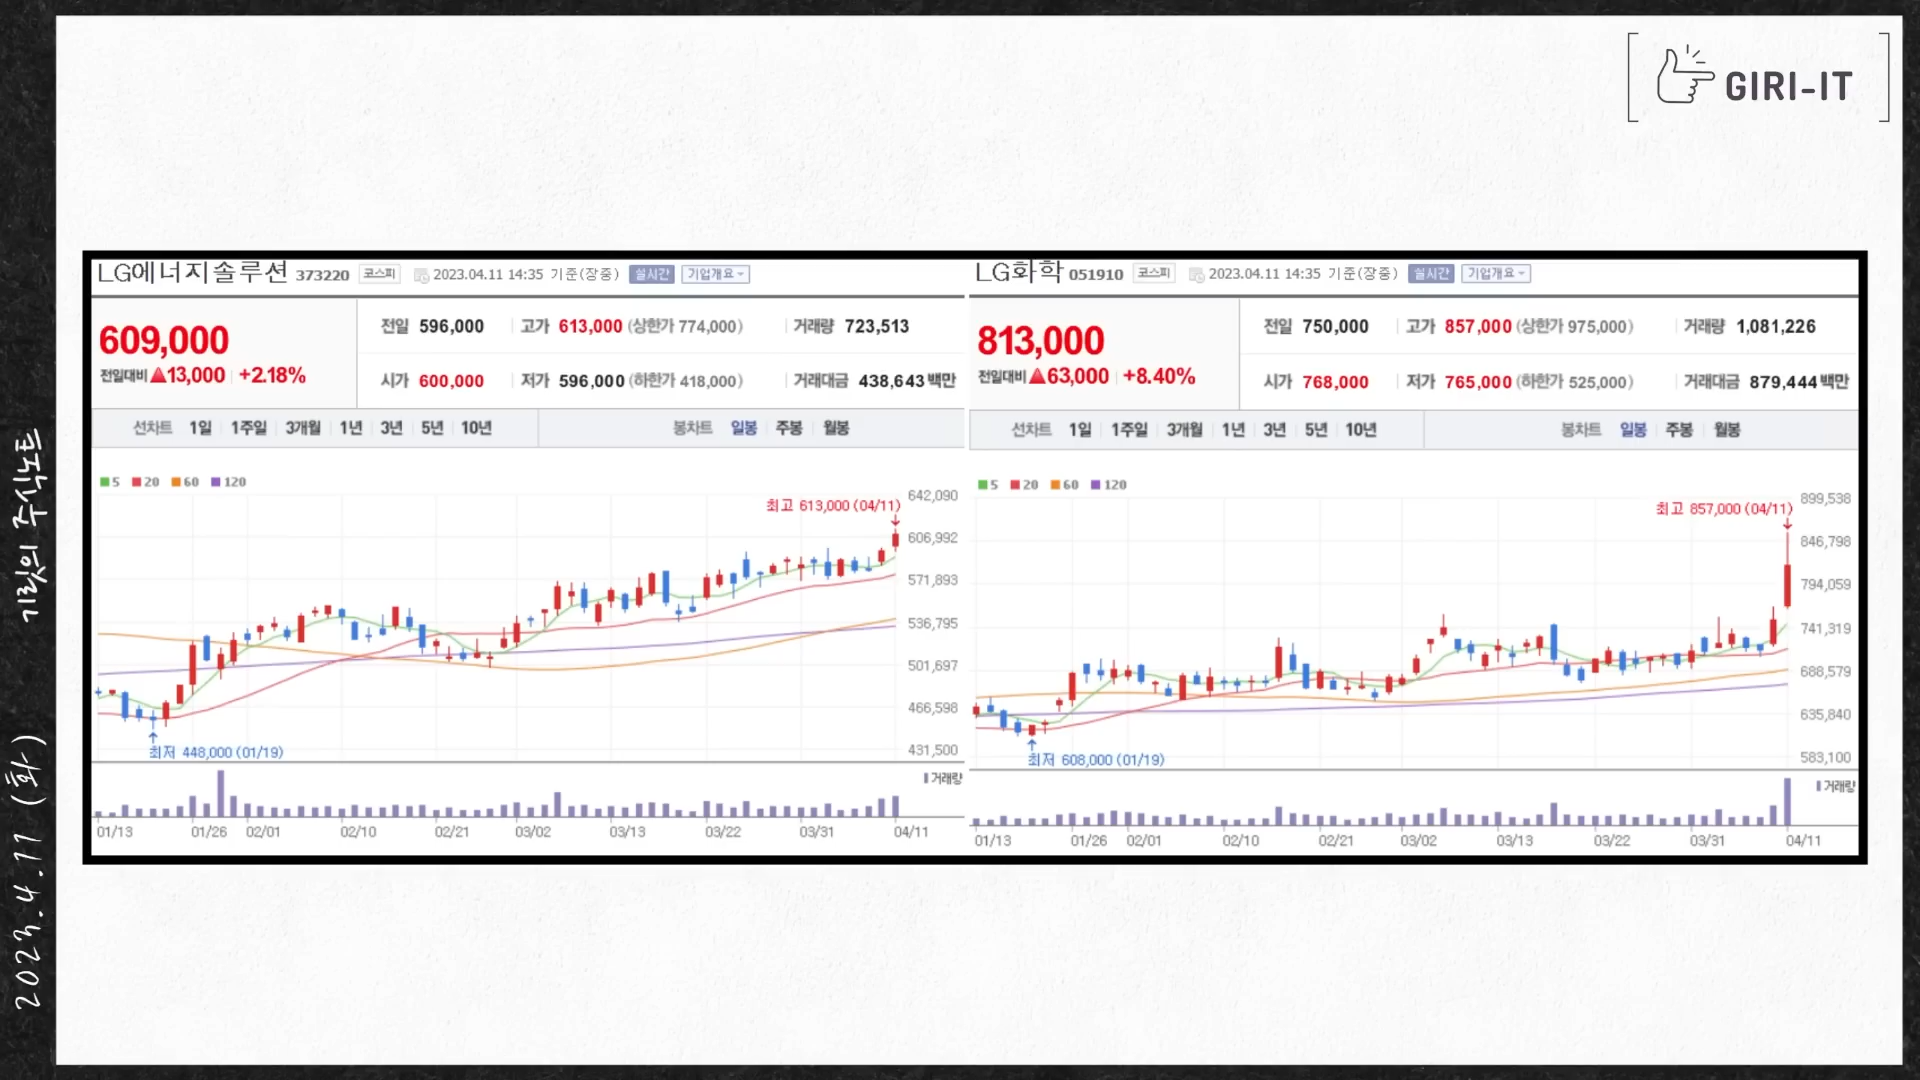 GIRI-IT
기릿의 주식노트
2023.4.11 (화)
LG에너지솔루션 373220 코스피 2023.04.11 14:35 기준(장중) 실시간 기업개요
609,000
전일대비 ▲13,000 +2.18%
전일 596,000 고가 613,000 (상한가 774,000) 거래량 723,513
시가 600,000 저가 596,000 (하한가 418,000) 거래대금 438,643 백만
선차트 1일 1주일 3개월 1년 3년 5년 10년 봉차트 일봉 주봉 월봉
5 20 60 120
최고 613,000 (04/11)
642,090
606,992
571,893
536,795
501,697
466,598
431,500
최저 448,000 (01/19)
거래량
01/13 01/26 02/01 02/10 02/21 03/02 03/13 03/22 03/31 04/11
LG화학 051910 코스피 2023.04.11 14:35 기준(장중) 실시간 기업개요
813,000
전일대비 ▲63,000 +8.40%
전일 750,000 고가 857,000 (상한가 975,000) 거래량 1,081,226
시가 768,000 저가 765,000 (하한가 525,000) 거래대금 879,444 백만
선차트 1일 1주일 3개월 1년 3년 5년 10년 봉차트 일봉 주봉 월봉
5 20 60 120
최고 857,000 (04/11)
899,538
846,798
794,059
741,319
688,579
635,840
583,100
최저 608,000 (01/19)
거래량
01/13 01/26 02/01 02/10 02/21 03/02 03/13 03/22 03/31 04/11